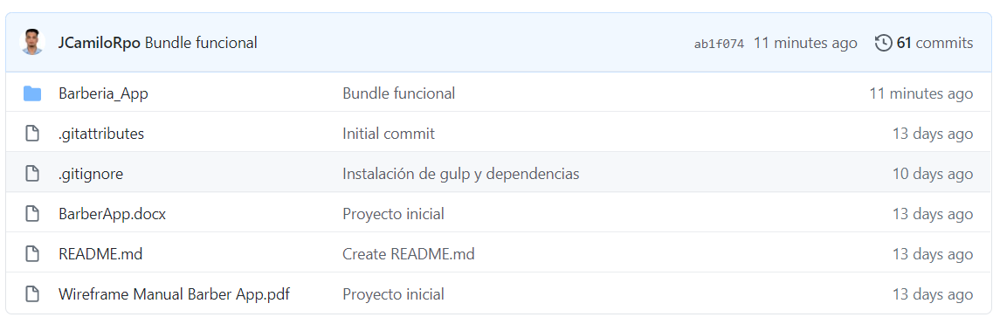 JCamiloRpo Bundle funcional ab1f074 11 minutes ago 61 commits
Barberia_App Bundle funcional 11 minutes ago
.gitattributes Initial commit 13 days ago
.gitignore Instalación de gulp y dependencias 10 days ago
BarberApp.docx Proyecto inicial 13 days ago
README.md Create README.md 13 days ago
Wireframe Manual Barber App.pdf Proyecto inicial 13 days ago